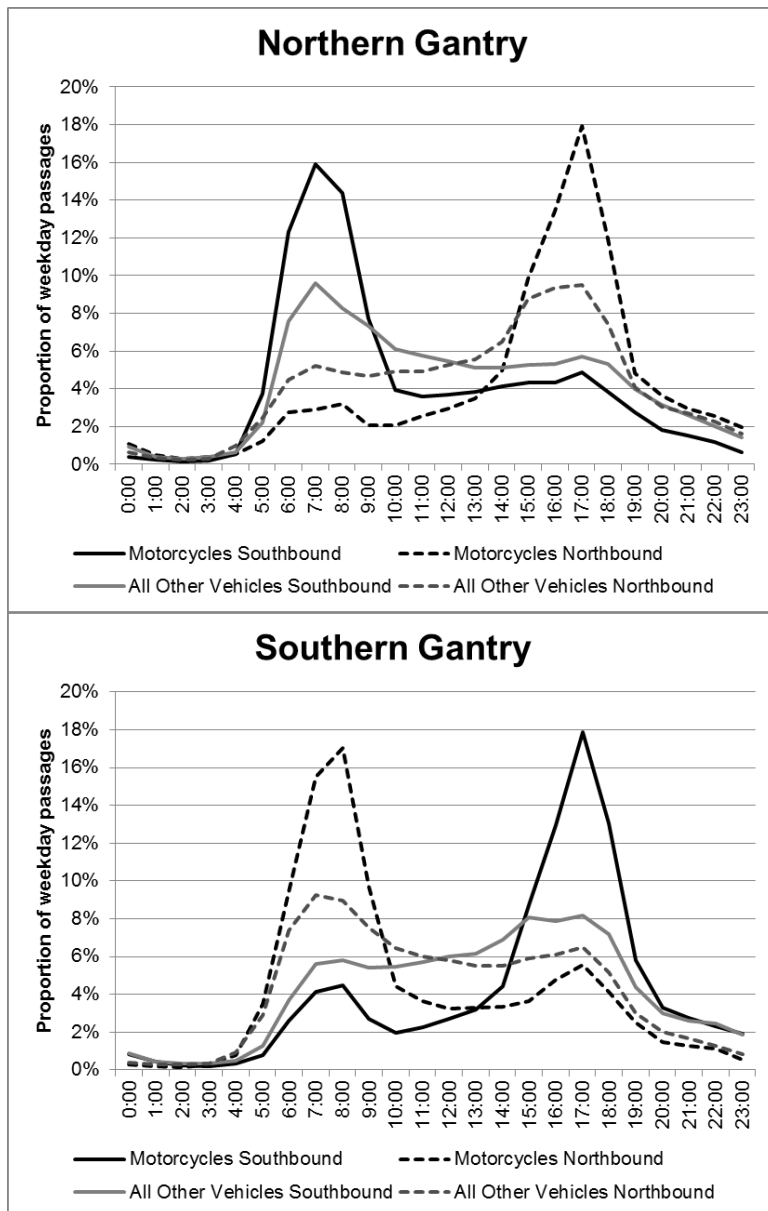 Northern Gantry
Proportion of weekday passages
20%
18%
16%
14%
12%
10%
8%
6%
4%
2%
0%
0:00 1:00 2:00 3:00 4:00 5:00 6:00 7:00 8:00 9:00 10:00 11:00 12:00 13:00 14:00 15:00 16:00 17:00 18:00 19:00 20:00 21:00 22:00 23:00
Motorcycles Southbound Motorcycles Northbound
All Other Vehicles Southbound All Other Vehicles Northbound
Southern Gantry
Proportion of weekday passages
20%
18%
16%
14%
12%
10%
8%
6%
4%
2%
0%
0:00 1:00 2:00 3:00 4:00 5:00 6:00 7:00 8:00 9:00 10:00 11:00 12:00 13:00 14:00 15:00 16:00 17:00 18:00 19:00 20:00 21:00 22:00 23:00
Motorcycles Southbound Motorcycles Northbound
All Other Vehicles Southbound All Other Vehicles Northbound